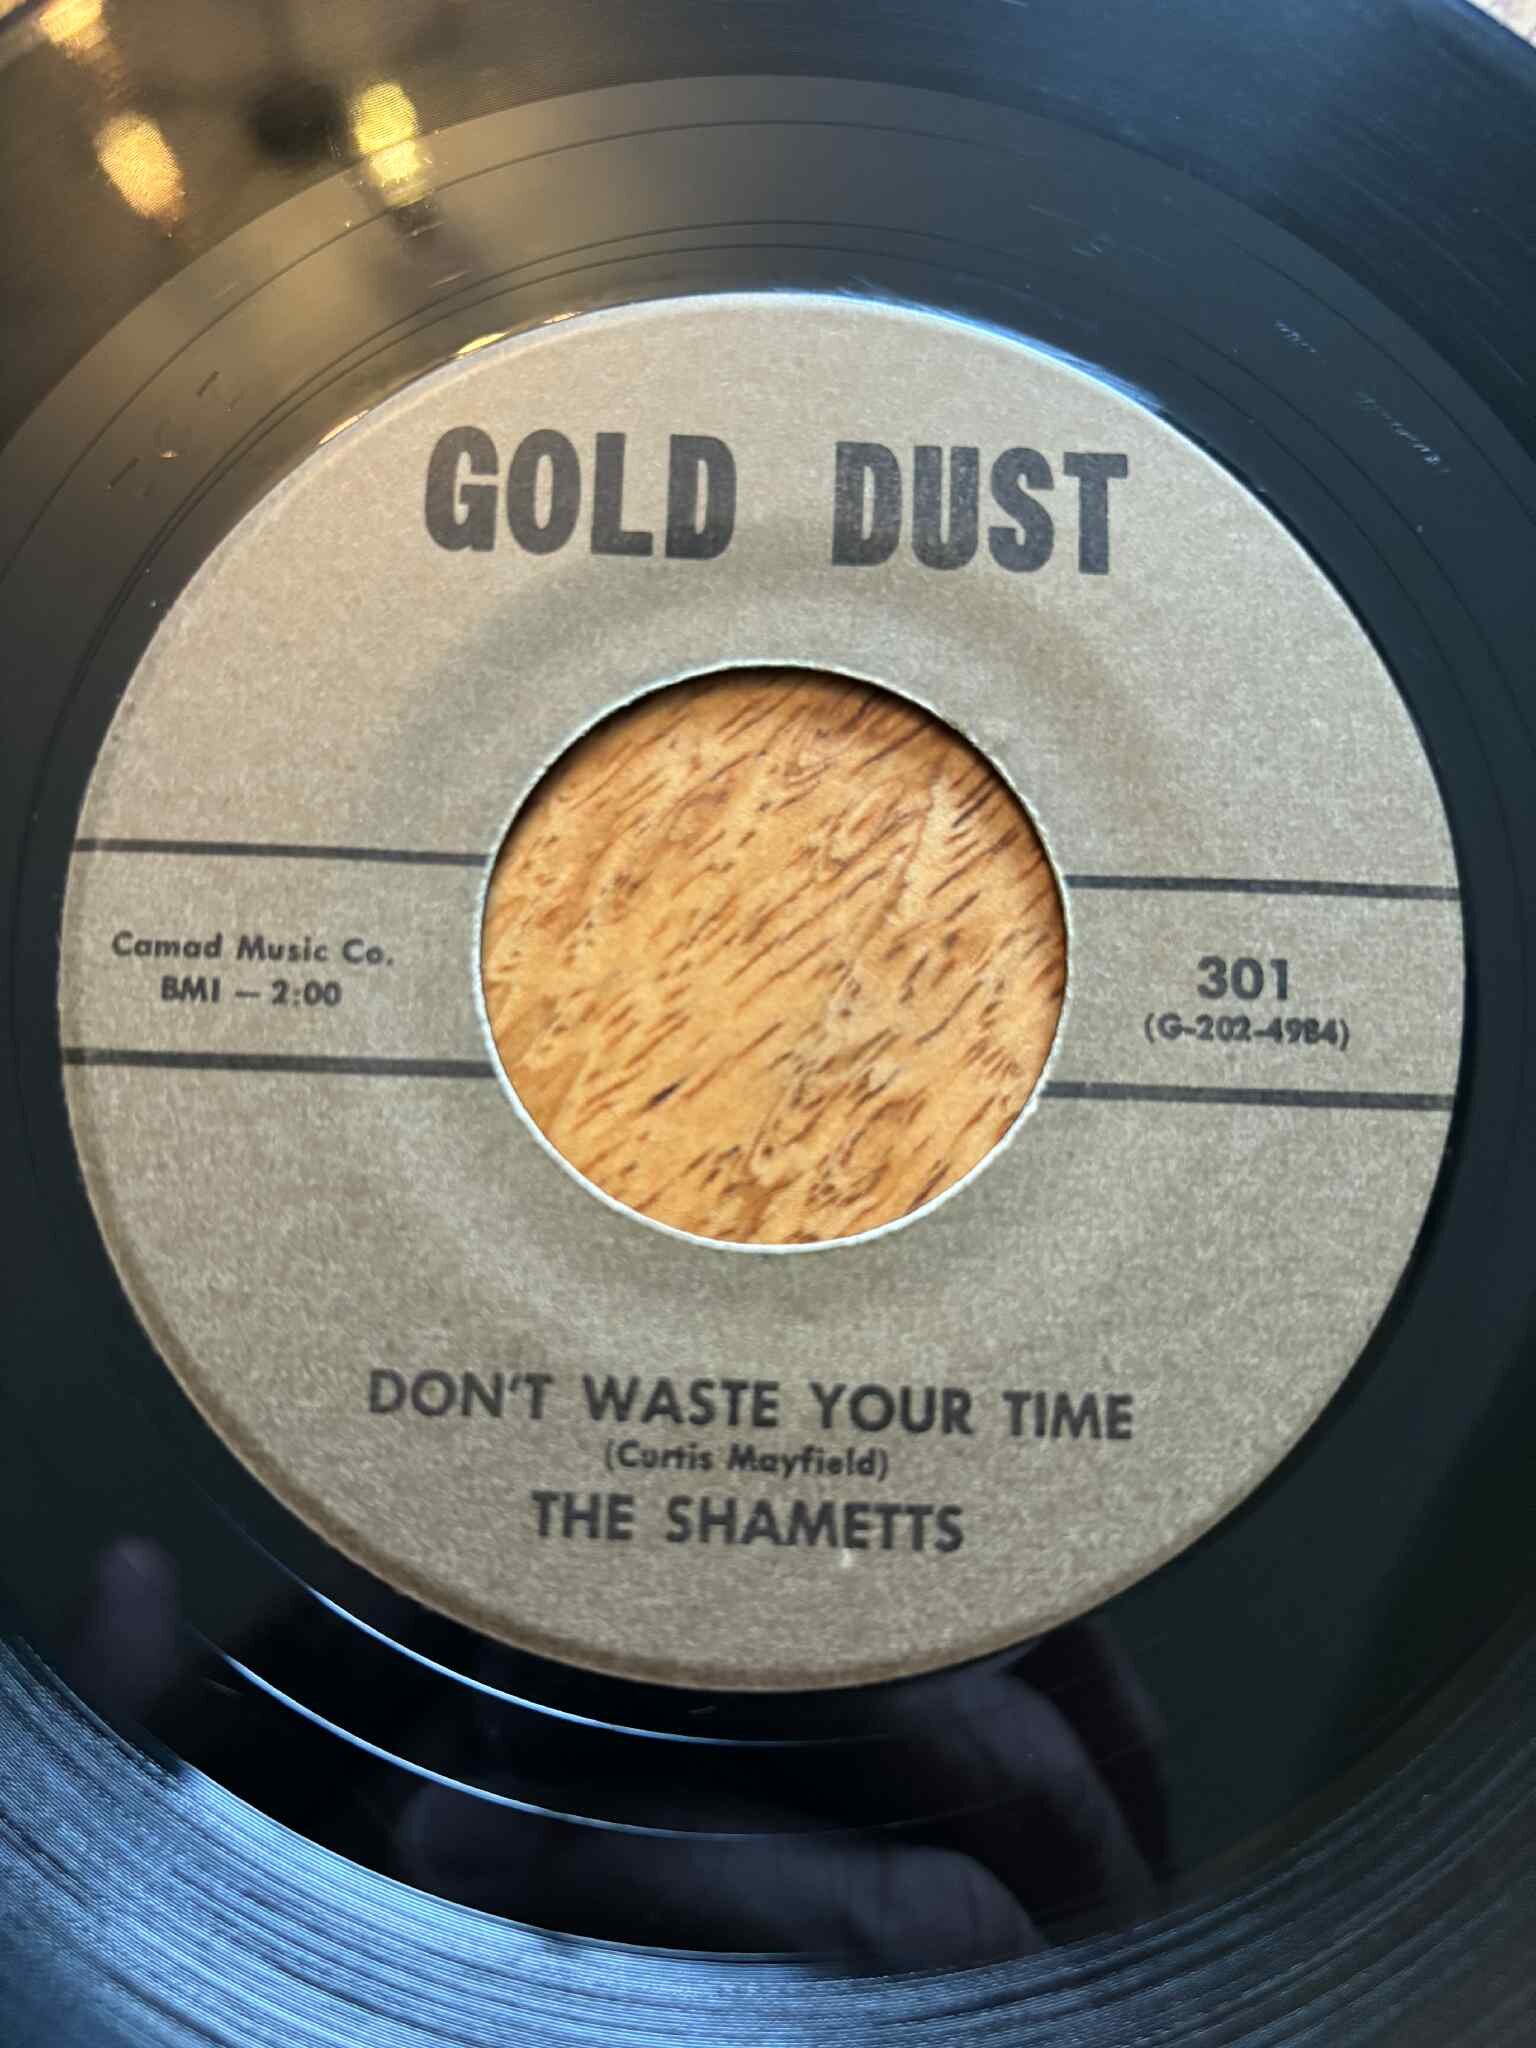 GOLD DUST
Camad Music Co.
BMI — 2:00
301
(G-202-4984)
DON'T WASTE YOUR TIME
(Curtis Mayfield)
THE SHAMETTS